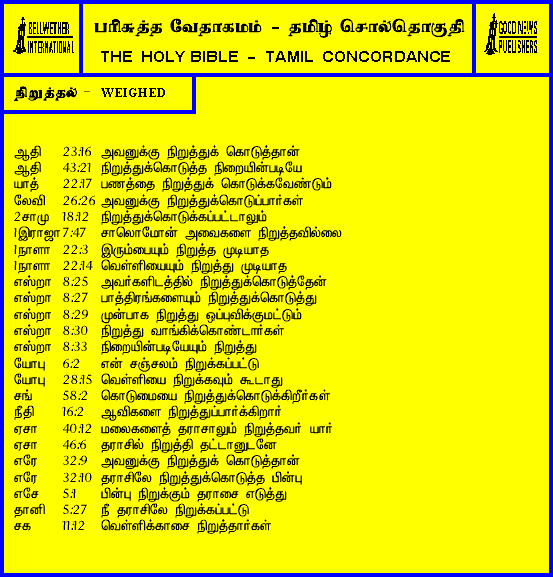 BELLWETHER INTERNATIONAL
பரிசுத்த வேதாகமம் - தமிழ் சொல்தொகுதி
THE HOLY BIBLE - TAMIL CONCORDANCE
GOOD NEWS PUBLISHERS
நிறுத்தல் - WEIGHED
ஆதி 23:16 அவனுக்கு நிறுத்துக் கொடுத்தான்
ஆதி 43:21 நிறுத்துக்கொடுத்த நிறையின்படியே
யாத் 22:17 பணத்தை நிறுத்துக் கொடுக்கவேண்டும்
லேவி 26:26 அவனுக்கு நிறுத்துக்கொடுப்பார்கள்
2சாமு 18:12 நிறுத்துக்கொடுக்கப்பட்டாலும்
1இராஜா 7:47 சாலொமோன் அவைகளை நிறுத்தவில்லை
1நாளா 22:3 இரும்பையும் நிறுத்த முடியாத
1நாளா 22:14 வெள்ளியையும் நிறுத்து முடியாத
எஸ்றா 8:25 அவர்களிடத்தில் நிறுத்துக்கொடுத்தேன்
எஸ்றா 8:27 பாத்திரங்களையும் நிறுத்துக்கொடுத்து
எஸ்றா 8:29 முன்பாக நிறுத்து ஒப்புவிக்குமட்டும்
எஸ்றா 8:30 நிறுத்து வாங்கிக்கொண்டார்கள்
எஸ்றா 8:33 நிறையின்படியேயும் நிறுத்து
யோபு 6:2 என் சஞ்சலம் நிறுக்கப்பட்டு
யோபு 28:15 வெள்ளியை நிறுக்கவும் கூடாது
சங் 58:2 கொடுமையை நிறுத்துக்கொடுக்கிறீர்கள்
நீதி 16:2 ஆவிகளை நிறுத்துப்பார்க்கிறார்
ஏசா 40:12 மலைகளைத் தராசாலும் நிறுத்தவர் யார்
ஏசா 46:6 தராசில் நிறுத்தி தட்டானுடனே
எரே 32:9 அவனுக்கு நிறுத்துக் கொடுத்தான்
எரே 32:10 தராசிலே நிறுத்துக்கொடுத்த பின்பு
எசே 5:1 பின்பு நிறுக்கும் தராசை எடுத்து
தானி 5:27 நீ தராசிலே நிறுக்கப்பட்டு
சக 11:12 வெள்ளிக்காசை நிறுத்தார்கள்